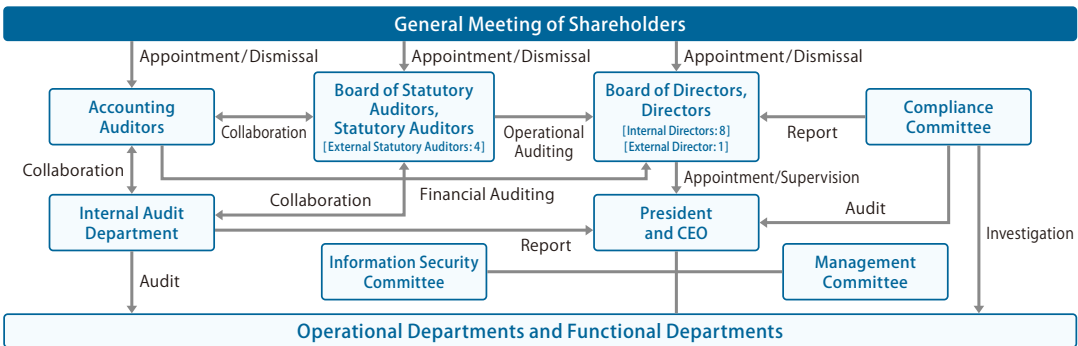 General Meeting of Shareholders
Appointment/Dismissal
Appointment/Dismissal
Appointment/Dismissal
Accounting
Auditors
Collaboration
Board of Statutory
Auditors,
Statutory Auditors
[External Statutory Auditors: 4]
Operational
Auditing
Board of Directors,
Directors
[Internal Directors: 8]
[External Director: 1]
Report
Compliance
Committee
Collaboration
Financial Auditing
Appointment/Supervision
Internal Audit
Department
Collaboration
Report
President
and CEO
Audit
Investigation
Audit
Information Security
Committee
Management
Committee
Operational Departments and Functional Departments